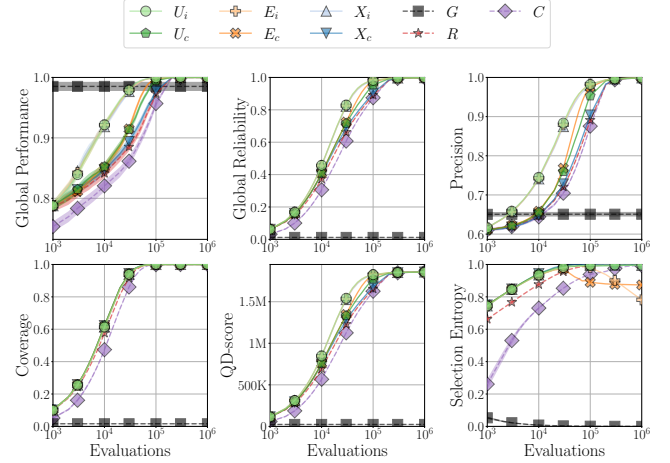 U_i E_i X_i G C
U_c E_c X_c R
Global Performance
1.0
0.9
0.8
10^3 10^4 10^5 10^6
Global Reliability
1.0
0.8
0.6
0.4
0.2
0.0
10^3 10^4 10^5 10^6
Precision
1.0
0.9
0.8
0.7
0.6
10^3 10^4 10^5 10^6
Coverage
1.0
0.8
0.6
0.4
0.2
0.0
10^3 10^4 10^5 10^6
Evaluations
QD-score
1.5M
1M
500K
10^3 10^4 10^5 10^6
Evaluations
Selection Entropy
1.0
0.8
0.6
0.4
0.2
0.0
10^3 10^4 10^5 10^6
Evaluations